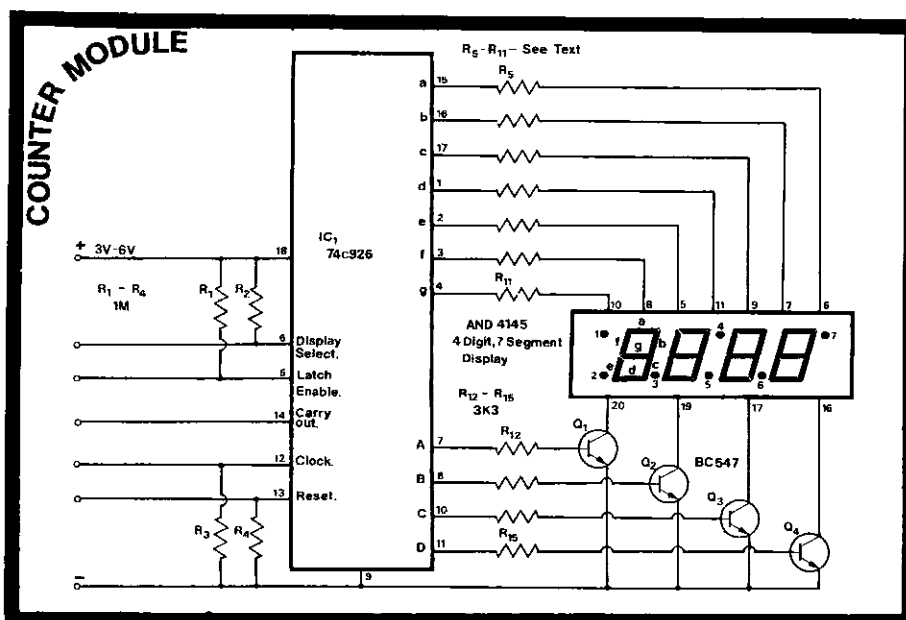 COUNTER MODULE
R5-R11- See Text
a 15 R5
b 16
c 17
d 1
e 2
f 3
g 4 R11
IC1
74c926
+ 3V-6V
18
R1 - R4
1M
R1 R2
6 Display
Select.
5 Latch
Enable.
14 Carry
out.
12 Clock.
13 Reset.
R3 R4
-
9
10 8 5 11 9 7 6
AND 4145
4 Digit, 7 Segment
Display
1 a 4 7
f g b
2 e d c 3 5 6
R12 - R15
3K3
20 19 17 16
A 7 R12 Q1
B 8 Q2 BC547
C 10 Q3
D 11 R15 Q4